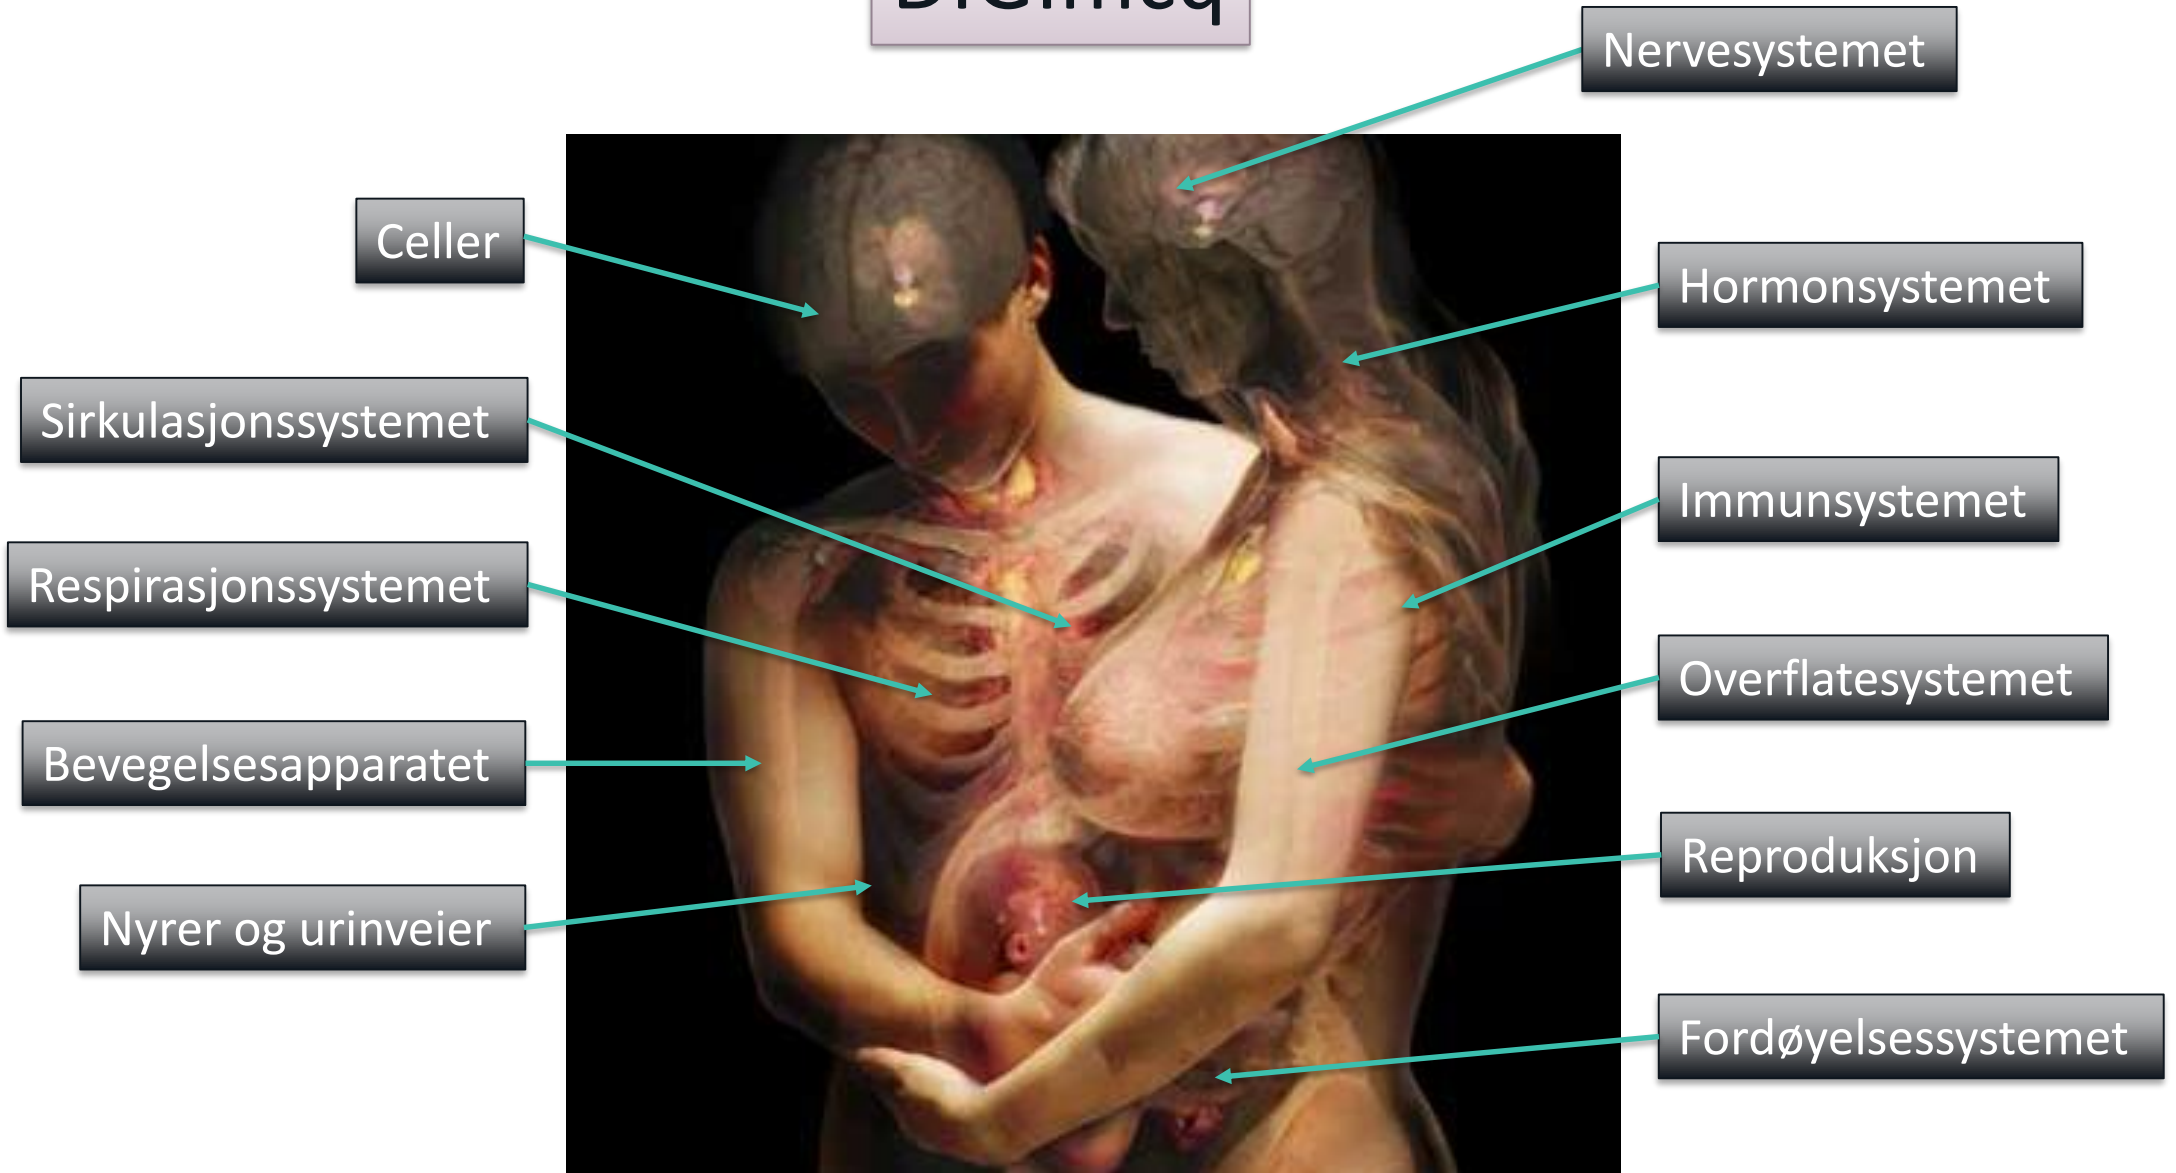 Nervesystemet
Celler
Hormonsystemet
Sirkulasjonssystemet
Immunsystemet
Respirasjonssystemet
Overflatesystemet
Bevegelsesapparatet
Reproduksjon
Nyrer og urinveier
Fordøyelsessystemet